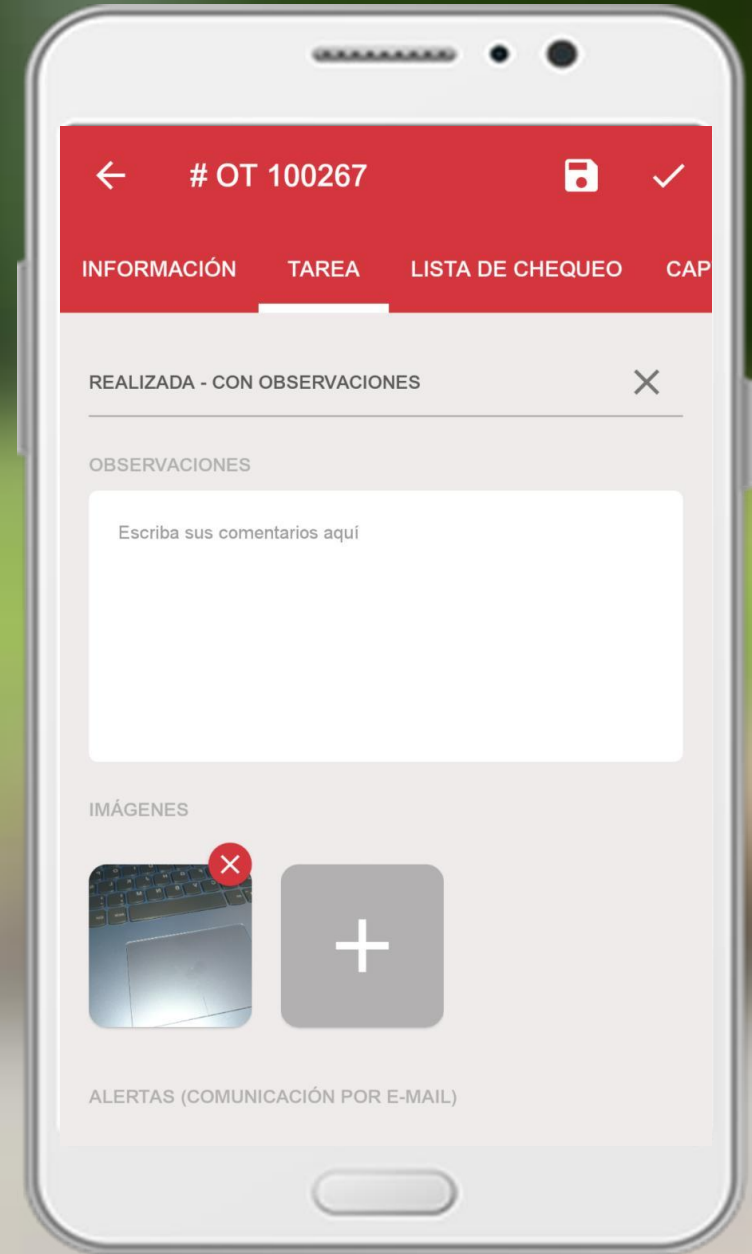 # OT 100267
INFORMACIÓN TAREA LISTA DE CHEQUEO CAP
REALIZADA - CON OBSERVACIONES
OBSERVACIONES
Escriba sus comentarios aquí
IMÁGENES
ALERTAS (COMUNICACIÓN POR E-MAIL)